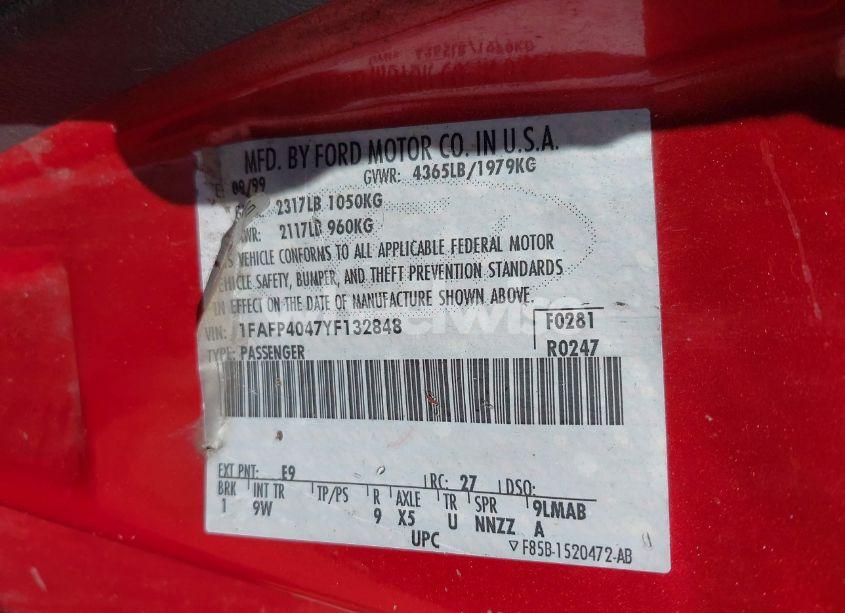 MFD. BY FORD MOTOR CO. IN U.S.A.
09/99 GVWR: 4365LB/1979KG
2317LB 1050KG
2117LB 960KG
VEHICLE CONFORMS TO ALL APPLICABLE FEDERAL MOTOR
VEHICLE SAFETY, BUMPER, AND THEFT PREVENTION STANDARDS
IN EFFECT ON THE DATE OF MANUFACTURE SHOWN ABOVE.
VIN: 1FAFP4047YF132848 F0281
TYPE: PASSENGER R0247
EXT PNT: E9 RC: 27 DSO:
BRK INT TR TP/PS R AXLE TR SPR 9LMAB
1 9W 9 X5 U NNZZ A
UPC ▽F85B-1520472-AB